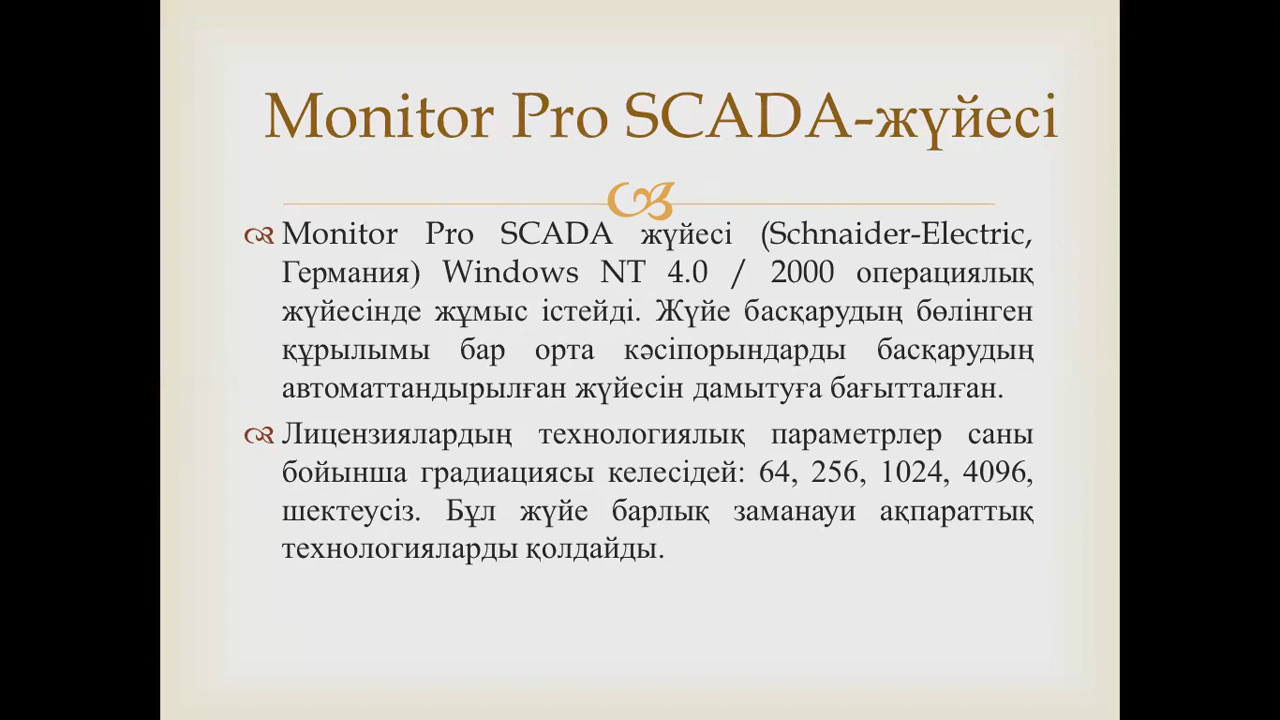 Monitor Pro SCADA-жүйесі
Monitor Pro SCADA жүйесі (Schnaider-Electric,
Германия) Windows NT 4.0 / 2000 операциялық
жүйесінде жұмыс істейді. Жүйе басқарудың бөлінген
құрылымы бар орта кәсіпорындарды басқарудың
автоматтандырылған жүйесін дамытуға бағытталған.
Лицензиялардың технологиялық параметрлер саны
бойынша градиациясы келесідей: 64, 256, 1024, 4096,
шектеусіз. Бұл жүйе барлық заманауи ақпараттық
технологияларды қолдайды.